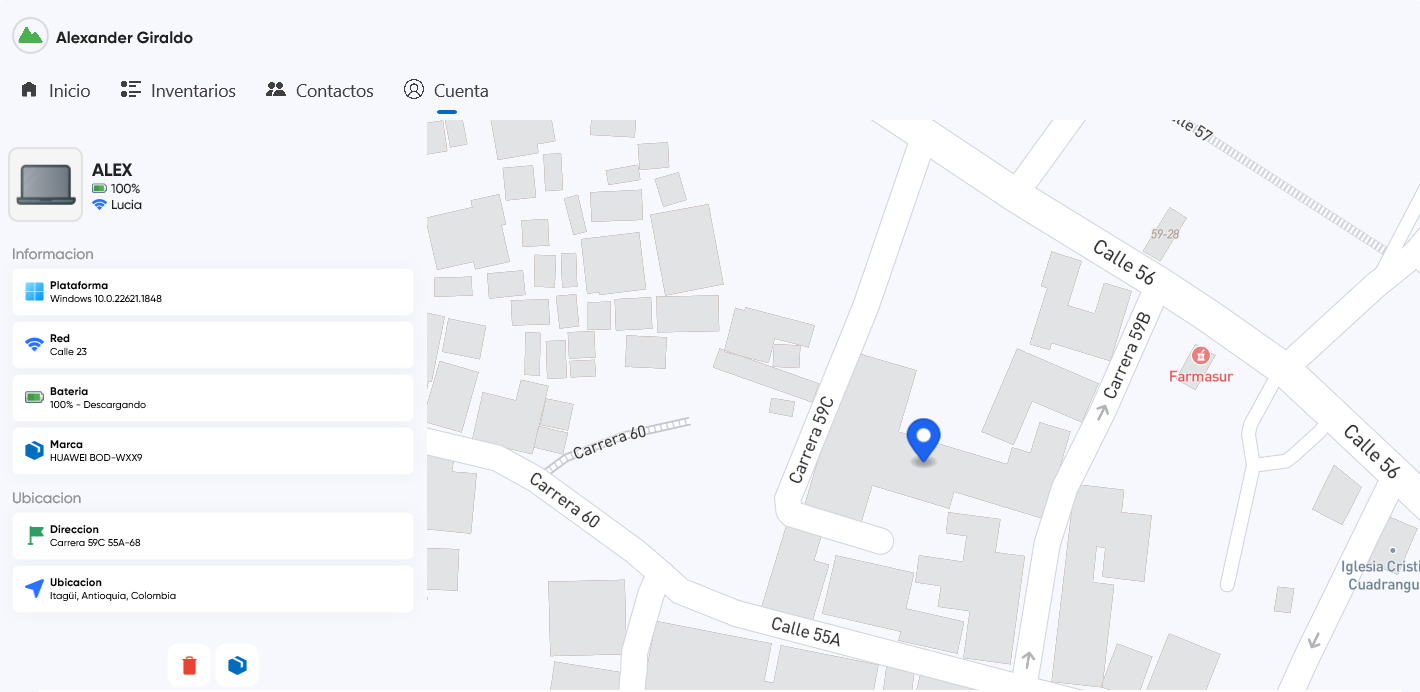 Alexander Giraldo
Inicio
Inventarios
Contactos
Cuenta
ALEX
100%
Lucia
Informacion
Plataforma
Windows 10.0.22621.1848
Red
Calle 23
Bateria
100% - Descargando
Marca
HUAWEI BOD-WXX9
Ubicacion
Direccion
Carrera 59C 55A-68
Ubicacion
Itagüí, Antioquia, Colombia
alle 57
59-28
Calle 56
Carrera 59B
Farmasur
Carrera 59C
Carrera 60
Calle 56
Carrera 60
Iglesia Cristi
Cuadrangu
Calle 55A